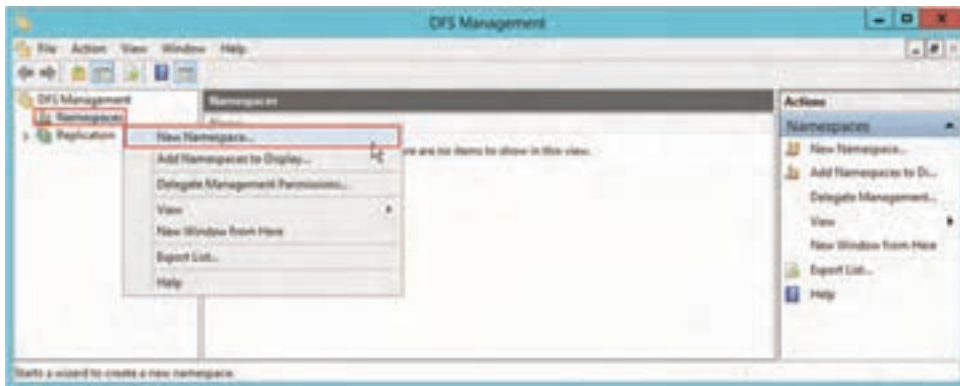 DFS Management
File Action View Window Help
DFS Management
Namespaces
Replication
Namespaces
New Namespace...
Add Namespaces to Display...
Delegate Management Permissions...
View
New Window from Here
Export List...
Help
are no items to show in this view.
Actions
Namespaces
New Namespace...
Add Namespaces to Di...
Delegate Management...
View
New Window from Here
Export List...
Help
Starts a wizard to create a new namespace.